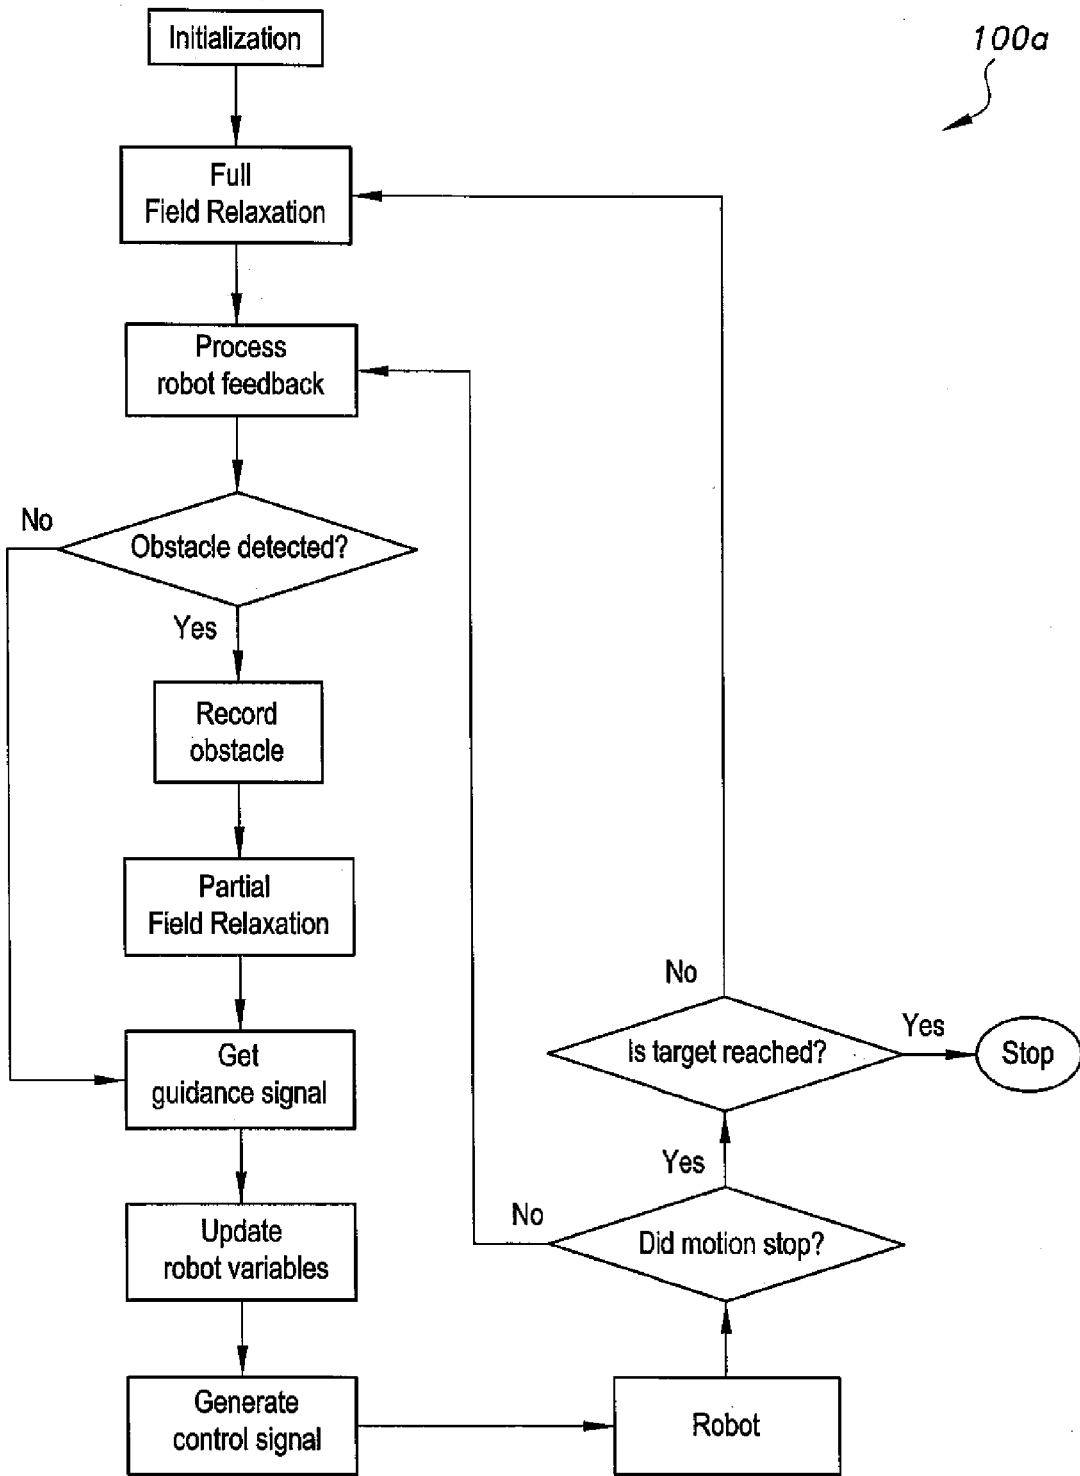 Initialization
100a
Full
Field Relaxation
Process
robot feedback
No
Obstacle detected?
Yes
Record
obstacle
Partial
Field Relaxation
No
Is target reached?
Yes
Stop
Get
guidance signal
Yes
No
Did motion stop?
Update
robot variables
Generate
control signal
Robot